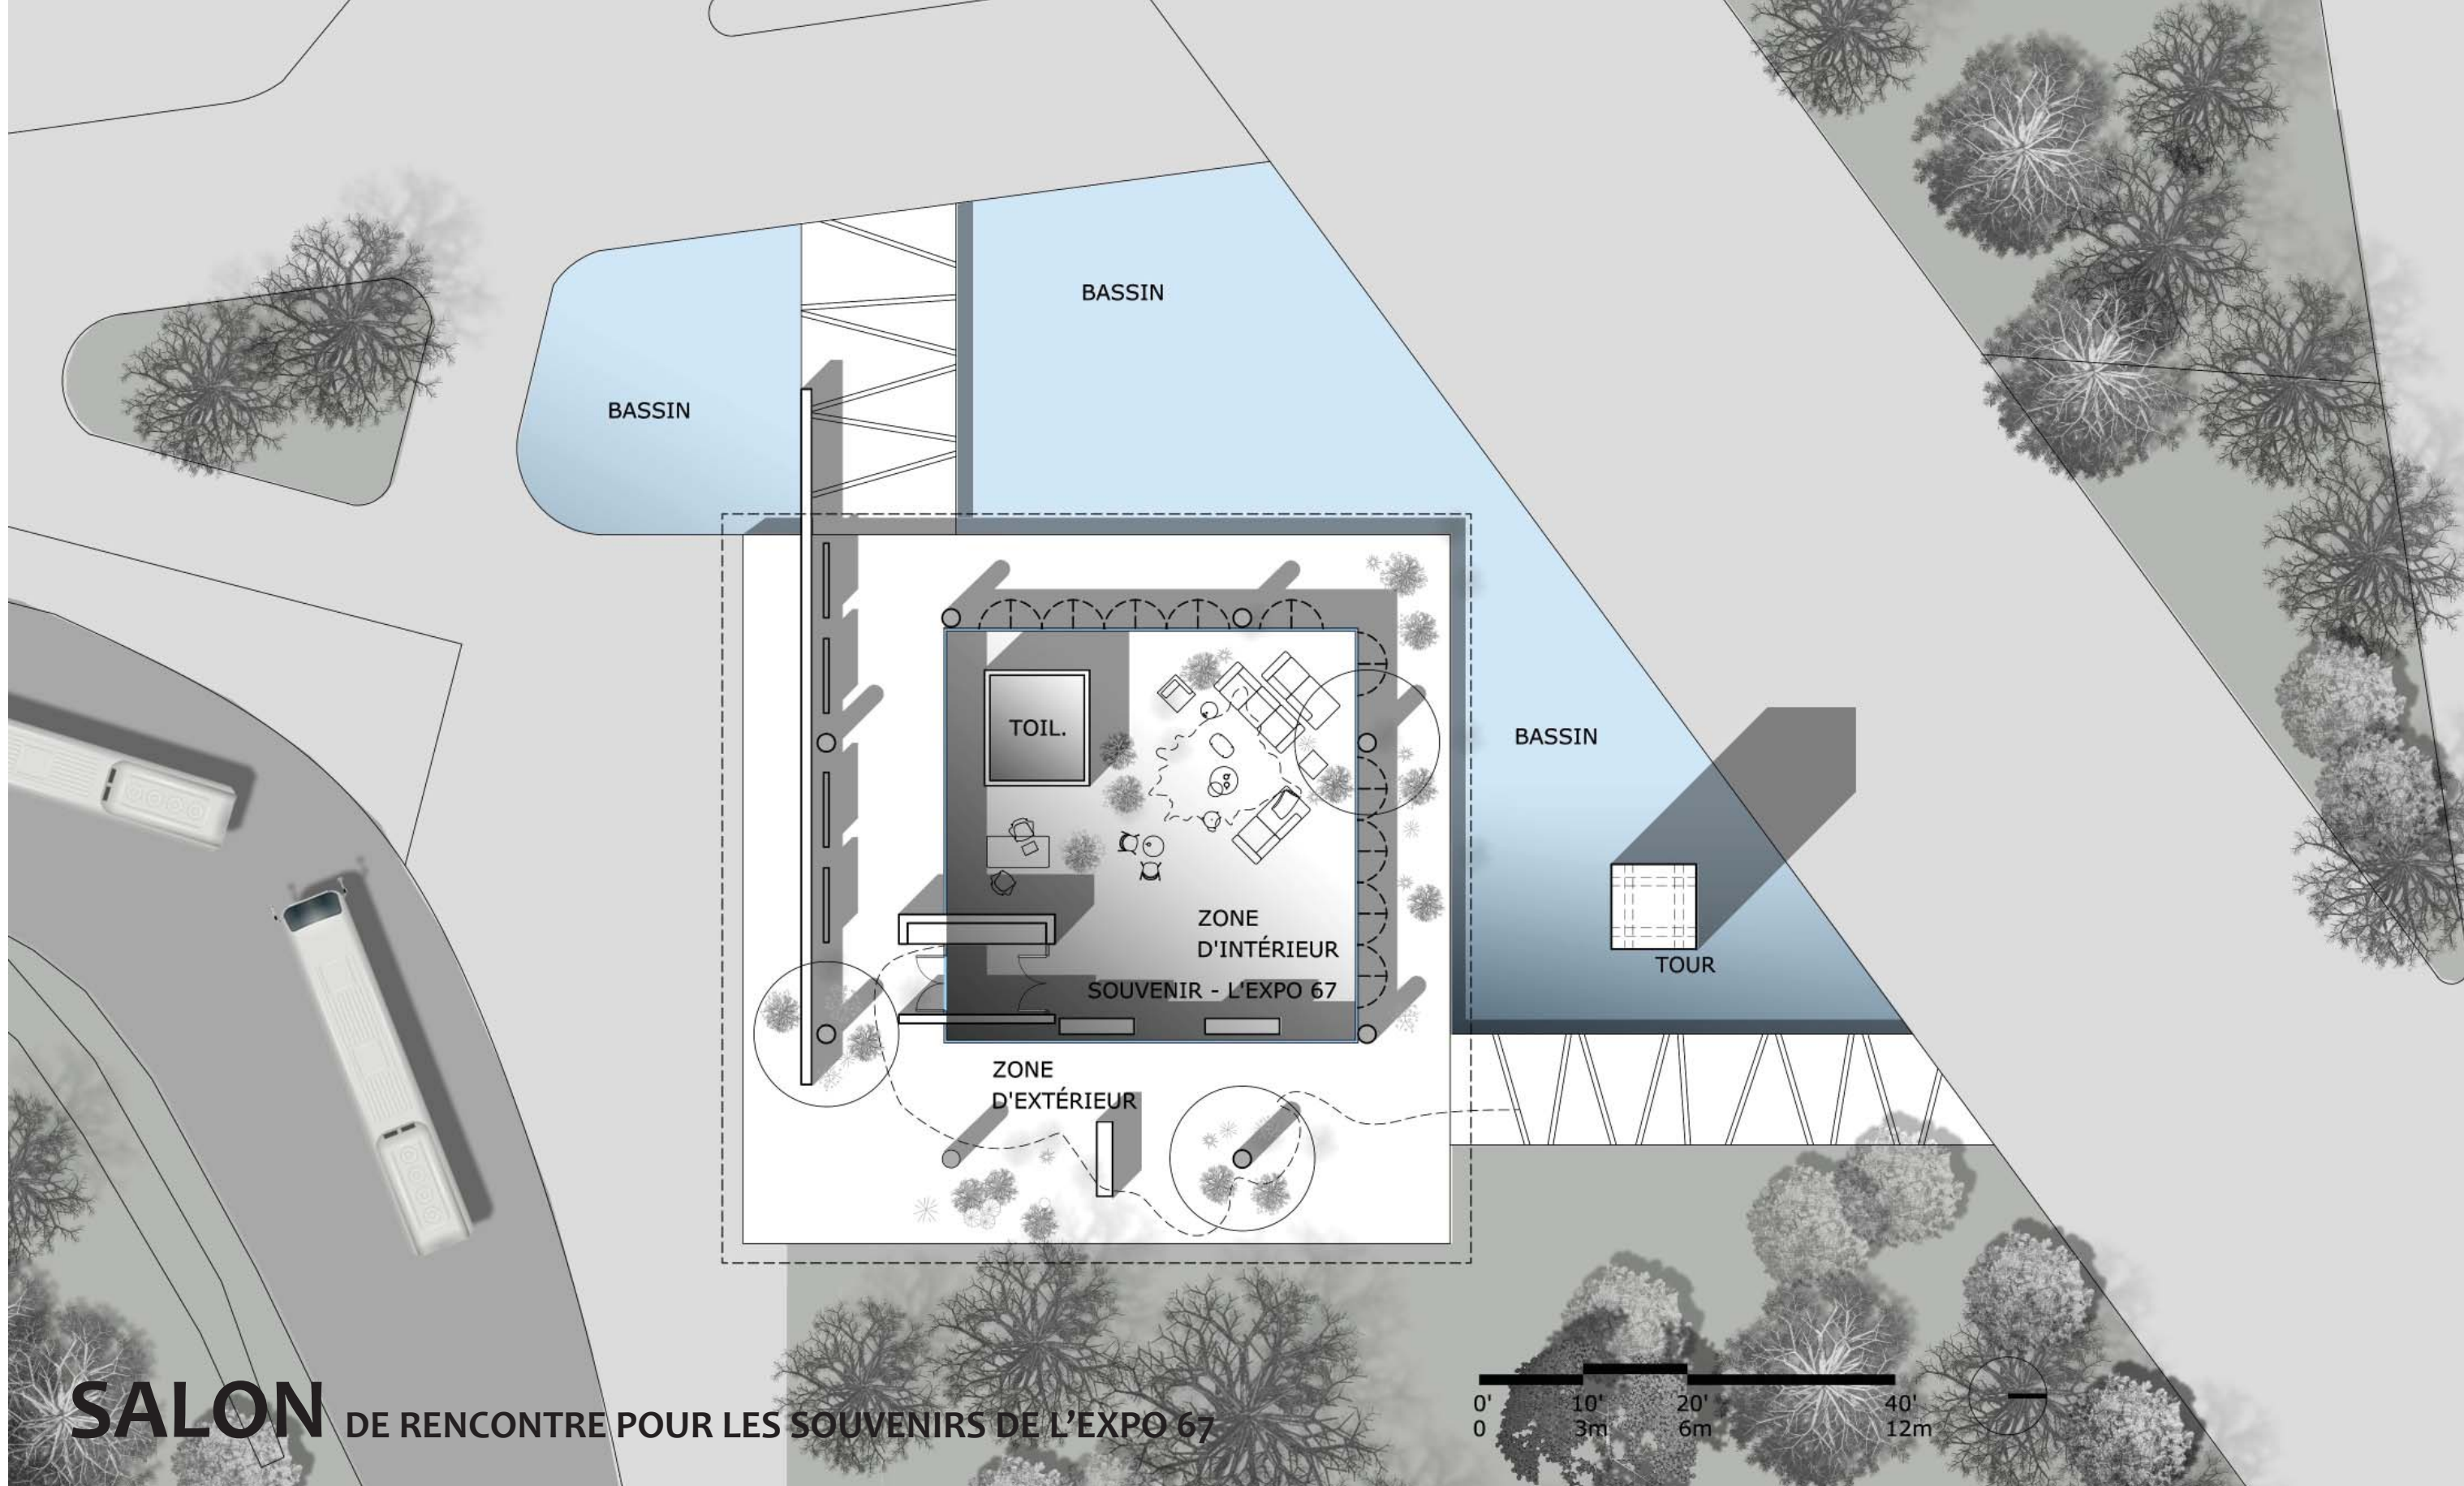 BASSIN
BASSIN
TOIL.
BASSIN
ZONE
D'INTÉRIEUR
TOUR
SOUVENIR - L'EXPO 67
ZONE
D'EXTÉRIEUR
0' 10' 20' 40'
0 3m 6m 12m
SALON DE RENCONTRE POUR LES SOUVENIRS DE L’EXPO 67